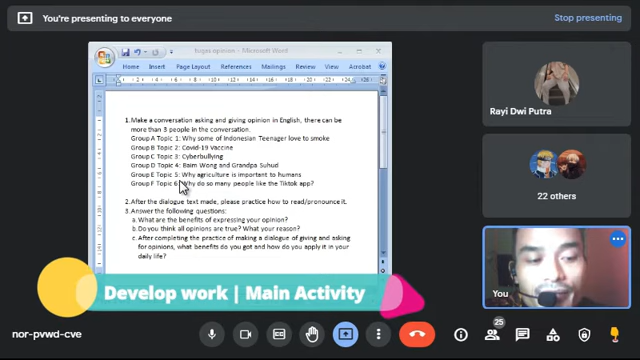 You're presenting to everyone
Stop presenting
tugas opinion - Microsoft Word
Home Insert Page Layout References Mailings Review View Acrobat
1.Make a conversation asking and giving opinion in English, there can be
more than 3 people in the conversation.
Group A Topic 1: Why some of Indonesian Teenager love to smoke
Group B Topic 2: Covid-19 Vaccine
Group C Topic 3: Cyberbullying
Group D Topic 4: Baim Wong and Grandpa Suhud
Group E Topic 5: Why agriculture is important to humans
Group F Topic 6: Why do so many people like the Tiktok app?
2. After the dialogue text made, please practice how to read/pronounce it.
3. Answer the following questions:
a. What are the benefits of expressing your opinion?
b. Do you think all opinions are true? What your reason?
c. After completing the practice of making a dialogue of giving and asking
for opinions, what benefits do you got and how do you apply it in your
daily life?
Rayi Dwi Putra
22 others
You
Develop work | Main Activity
nor-pvwd-cve
25